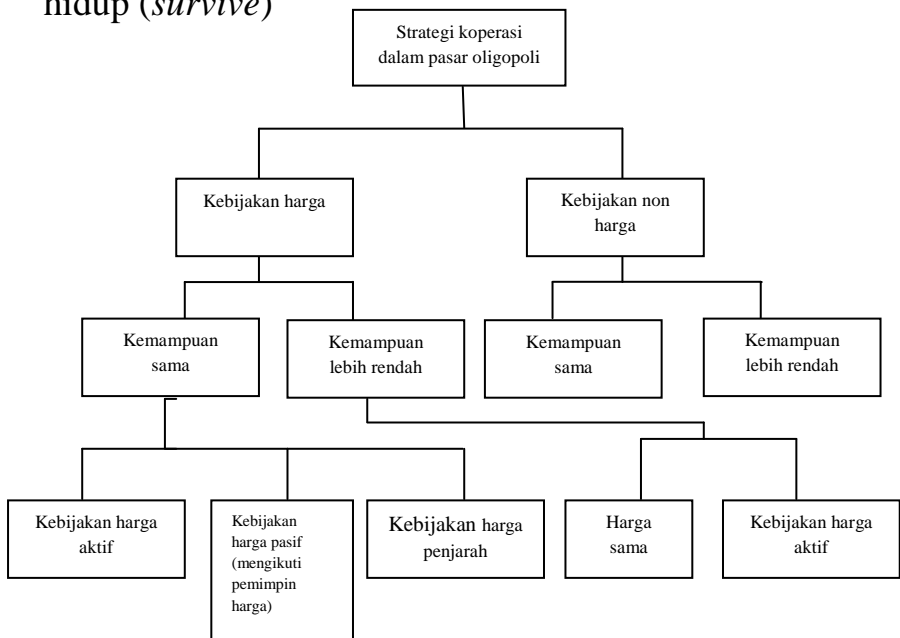 hidup (survive)
Strategi koperasi
dalam pasar oligopoli
Kebijakan harga
Kebijakan non
harga
Kemampuan
sama
Kemampuan
lebih rendah
Kemampuan
sama
Kemampuan
lebih rendah
Kebijakan harga
aktif
Kebijakan
harga pasif
(mengikuti
pemimpin
harga)
Kebijakan harga
penjarah
Harga
sama
Kebijakan harga
aktif